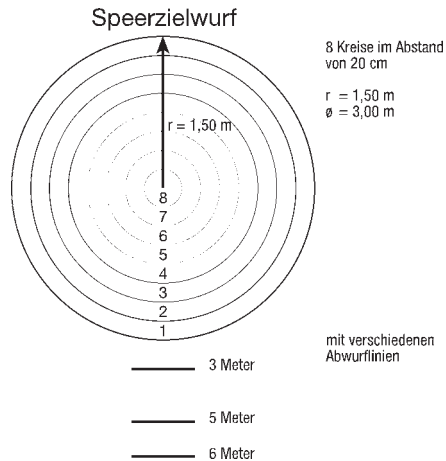 Speerzielwurf
8 Kreise im Abstand
von 20 cm
r = 1,50 m
ø = 3,00 m
r = 1,50 m
8
7
6
5
4
3
2
1
mit verschiedenen
Abwurflinien
3 Meter
5 Meter
6 Meter